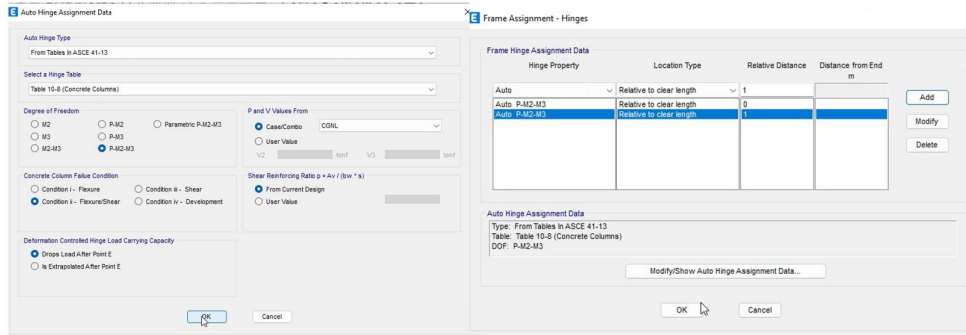 Auto Hinge Assignment Data
Auto Hinge Type
From Tables In ASCE 41-13
Select a Hinge Table
Table 10-8 (Concrete Columns)
Degree of Freedom
M2
P-M2
Parametric P-M2-M3
M3
P-M3
M2-M3
P-M2-M3
P and V Values From
Case/Combo
CGNL
User Value
V2
tonf
V3
tonf
Concrete Column Failue Condition
Condition i - Flexure
Condition iii - Shear
Condition ii - Flexure/Shear
Condition iv - Development
Shear Reinforcing Ratio p = Av / (bw * s)
From Current Design
User Value
Deformation Controlled Hinge Load Carrying Capacity
Drops Load After Point E
Is Extrapolated After Point E
OK
Cancel
Frame Assignment - Hinges
Frame Hinge Assignment Data
Hinge Property
Location Type
Relative Distance
Distance from End
m
Auto
Relative to clear length
1
Auto P-M2-M3
Relative to clear length
0
Auto P-M2-M3
Relative to clear length
1
Add
Modify
Delete
Auto Hinge Assignment Data
Type: From Tables In ASCE 41-13
Table: Table 10-8 (Concrete Columns)
DOF: P-M2-M3
Modify/Show Auto Hinge Assignment Data...
OK
Cancel